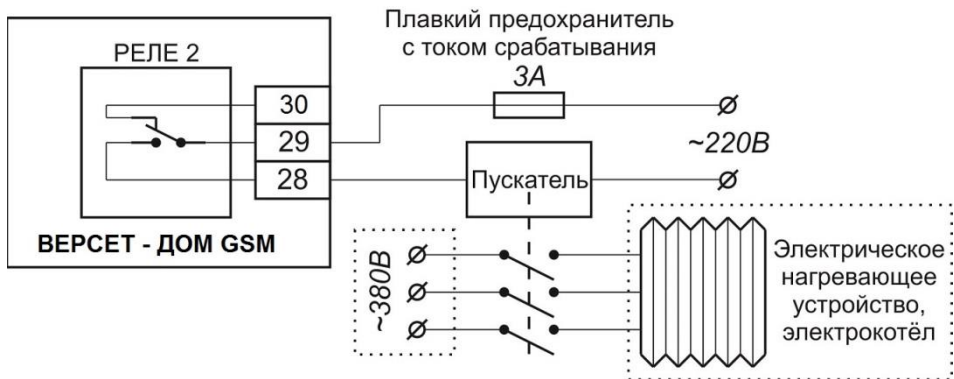 Плавкий предохранитель
с током срабатывания
3А
РЕЛЕ 2
30
29
28
~220В
Пускатель
ВЕРСЕТ - ДОМ GSM
~380В
Электрическое
нагревающее
устройство,
электрокотёл